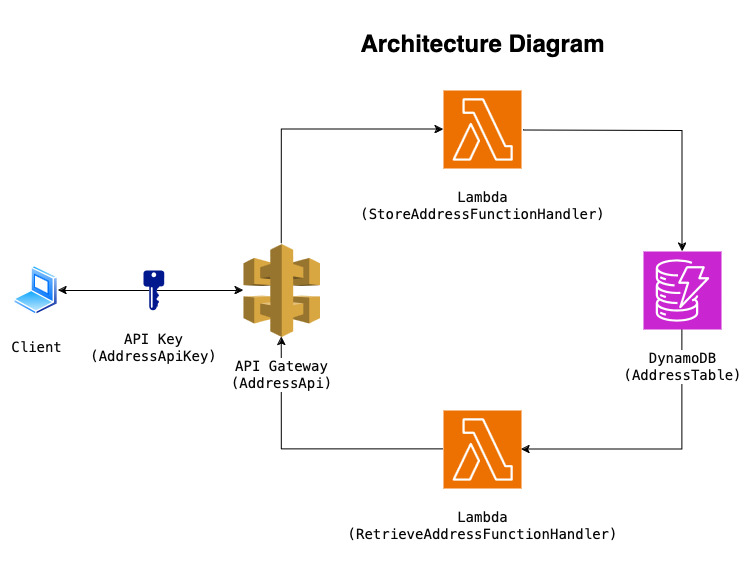 Architecture Diagram
Lambda
(StoreAddressFunctionHandler)
Client
API Key
(AddressApiKey)
API Gateway
(AddressApi)
DynamoDB
(AddressTable)
Lambda
(RetrieveAddressFunctionHandler)